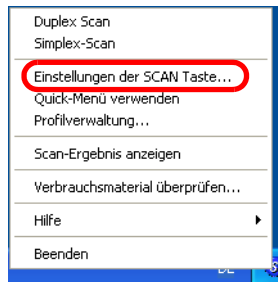 Duplex Scan
Simplex-Scan
Einstellungen der SCAN Taste...
Quick-Menü verwenden
Profilverwaltung...
Scan-Ergebnis anzeigen
Verbrauchsmaterial überprüfen...
Hilfe
Beenden